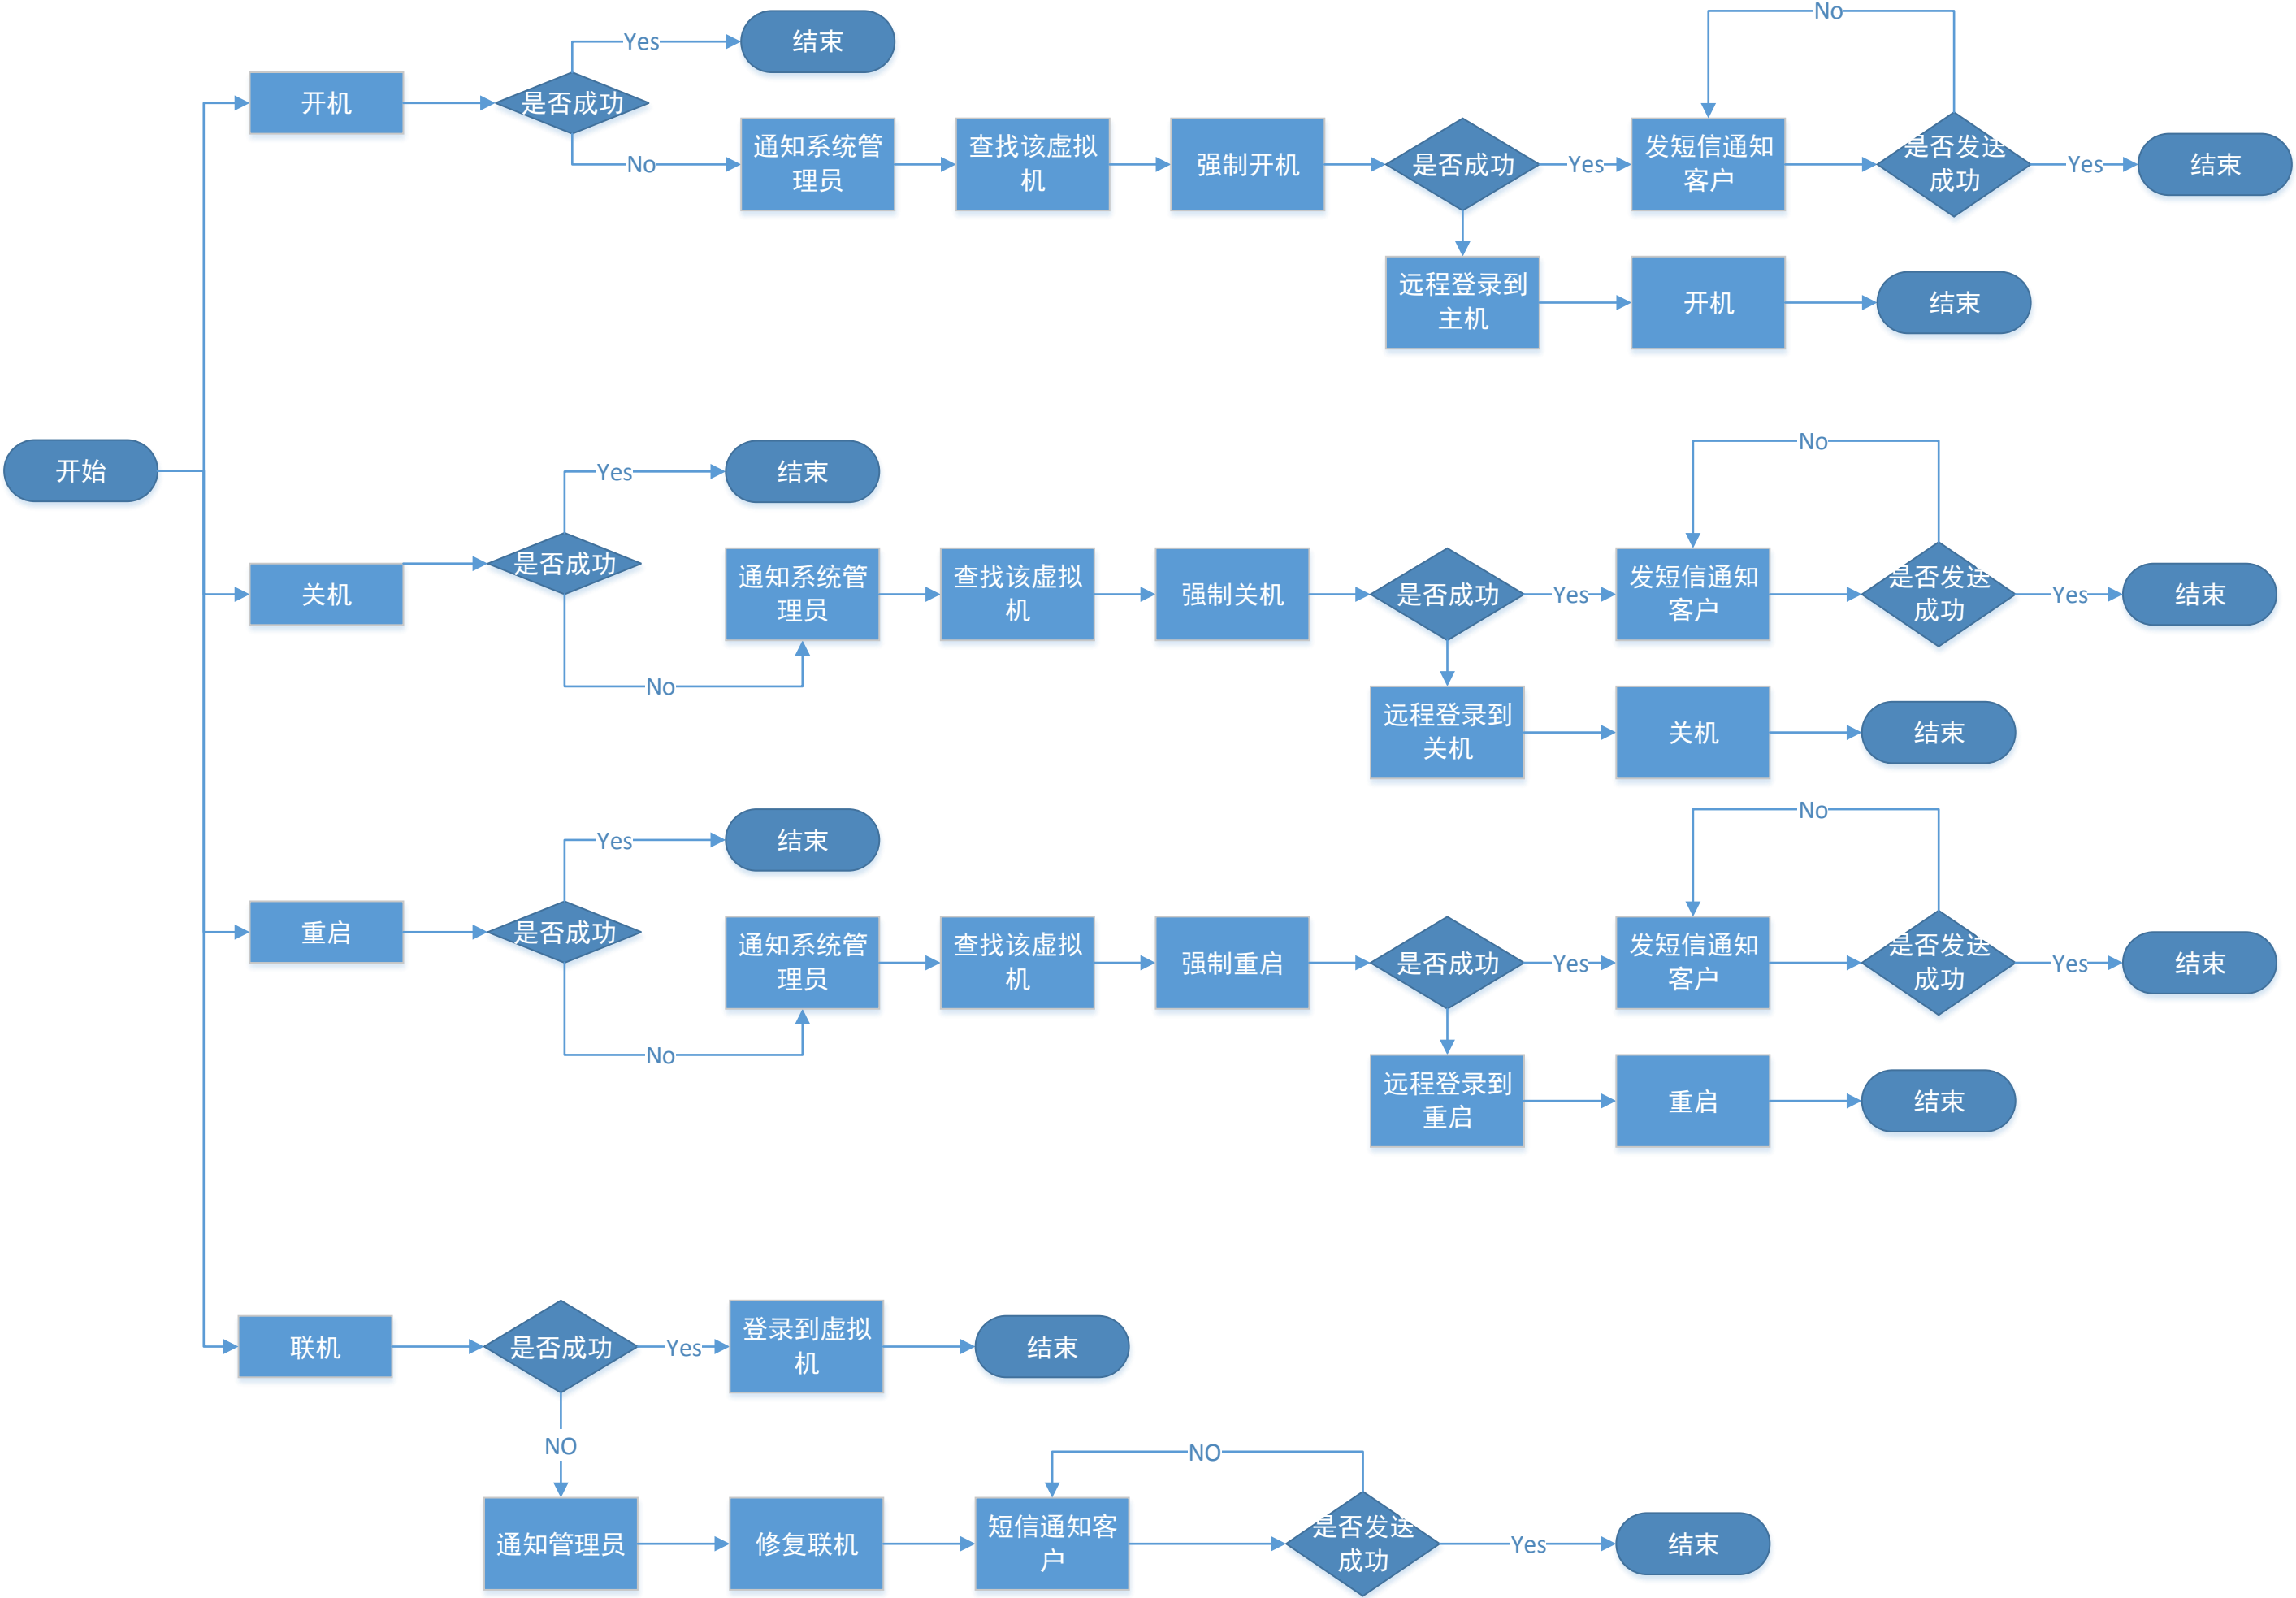 No
Yes
结束
开机
是否成功
No
通知系统管
理员
查找该虚拟
机
强制开机
是否成功
Yes
发短信通知
客户
是否发送
成功
Yes
结束
远程登录到
主机
开机
结束
开始
No
Yes
结束
关机
是否成功
No
通知系统管
理员
查找该虚拟
机
强制关机
是否成功
Yes
发短信通知
客户
是否发送
成功
Yes
结束
远程登录到
关机
关机
结束
No
Yes
结束
重启
是否成功
No
通知系统管
理员
查找该虚拟
机
强制重启
是否成功
Yes
发短信通知
客户
是否发送
成功
Yes
结束
远程登录到
重启
重启
结束
联机
是否成功
Yes
登录到虚拟
机
结束
NO
通知管理员
修复联机
短信通知客
户
NO
是否发送
成功
Yes
结束